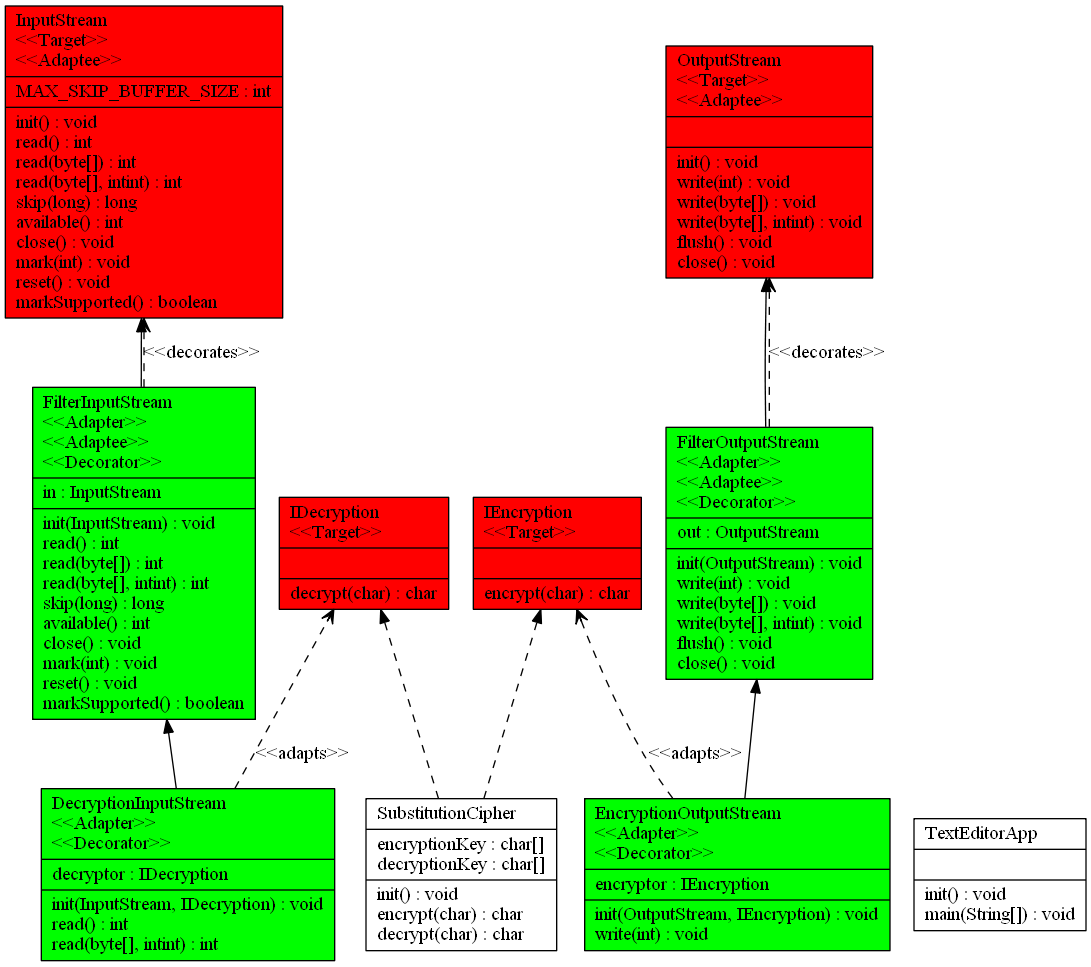 InputStream
<<Target>>
<<Adaptee>>
MAX_SKIP_BUFFER_SIZE : int
init() : void
read() : int
read(byte[]) : int
read(byte[], intint) : int
skip(long) : long
available() : int
close() : void
mark(int) : void
reset() : void
markSupported() : boolean
OutputStream
<<Target>>
<<Adaptee>>
init() : void
write(int) : void
write(byte[]) : void
write(byte[], intint) : void
flush() : void
close() : void
<<decorates>>
<<decorates>>
FilterInputStream
<<Adapter>>
<<Adaptee>>
<<Decorator>>
in : InputStream
init(InputStream) : void
read() : int
read(byte[]) : int
read(byte[], intint) : int
skip(long) : long
available() : int
close() : void
mark(int) : void
reset() : void
markSupported() : boolean
IDecryption
<<Target>>
decrypt(char) : char
IEncryption
<<Target>>
encrypt(char) : char
FilterOutputStream
<<Adapter>>
<<Adaptee>>
<<Decorator>>
out : OutputStream
init(OutputStream) : void
write(int) : void
write(byte[]) : void
write(byte[], intint) : void
flush() : void
close() : void
<<adapts>>
<<adapts>>
DecryptionInputStream
<<Adapter>>
<<Decorator>>
decryptor : IDecryption
init(InputStream, IDecryption) : void
read() : int
read(byte[], intint) : int
SubstitutionCipher
encryptionKey : char[]
decryptionKey : char[]
init() : void
encrypt(char) : char
decrypt(char) : char
EncryptionOutputStream
<<Adapter>>
<<Decorator>>
encryptor : IEncryption
init(OutputStream, IEncryption) : void
write(int) : void
TextEditorApp
init() : void
main(String[]) : void